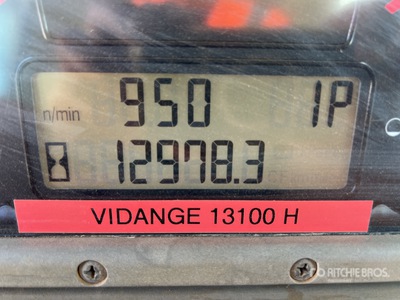 n/min 950 1P
12978.3
VIDANGE 13100 H
RITCHIE BROS.